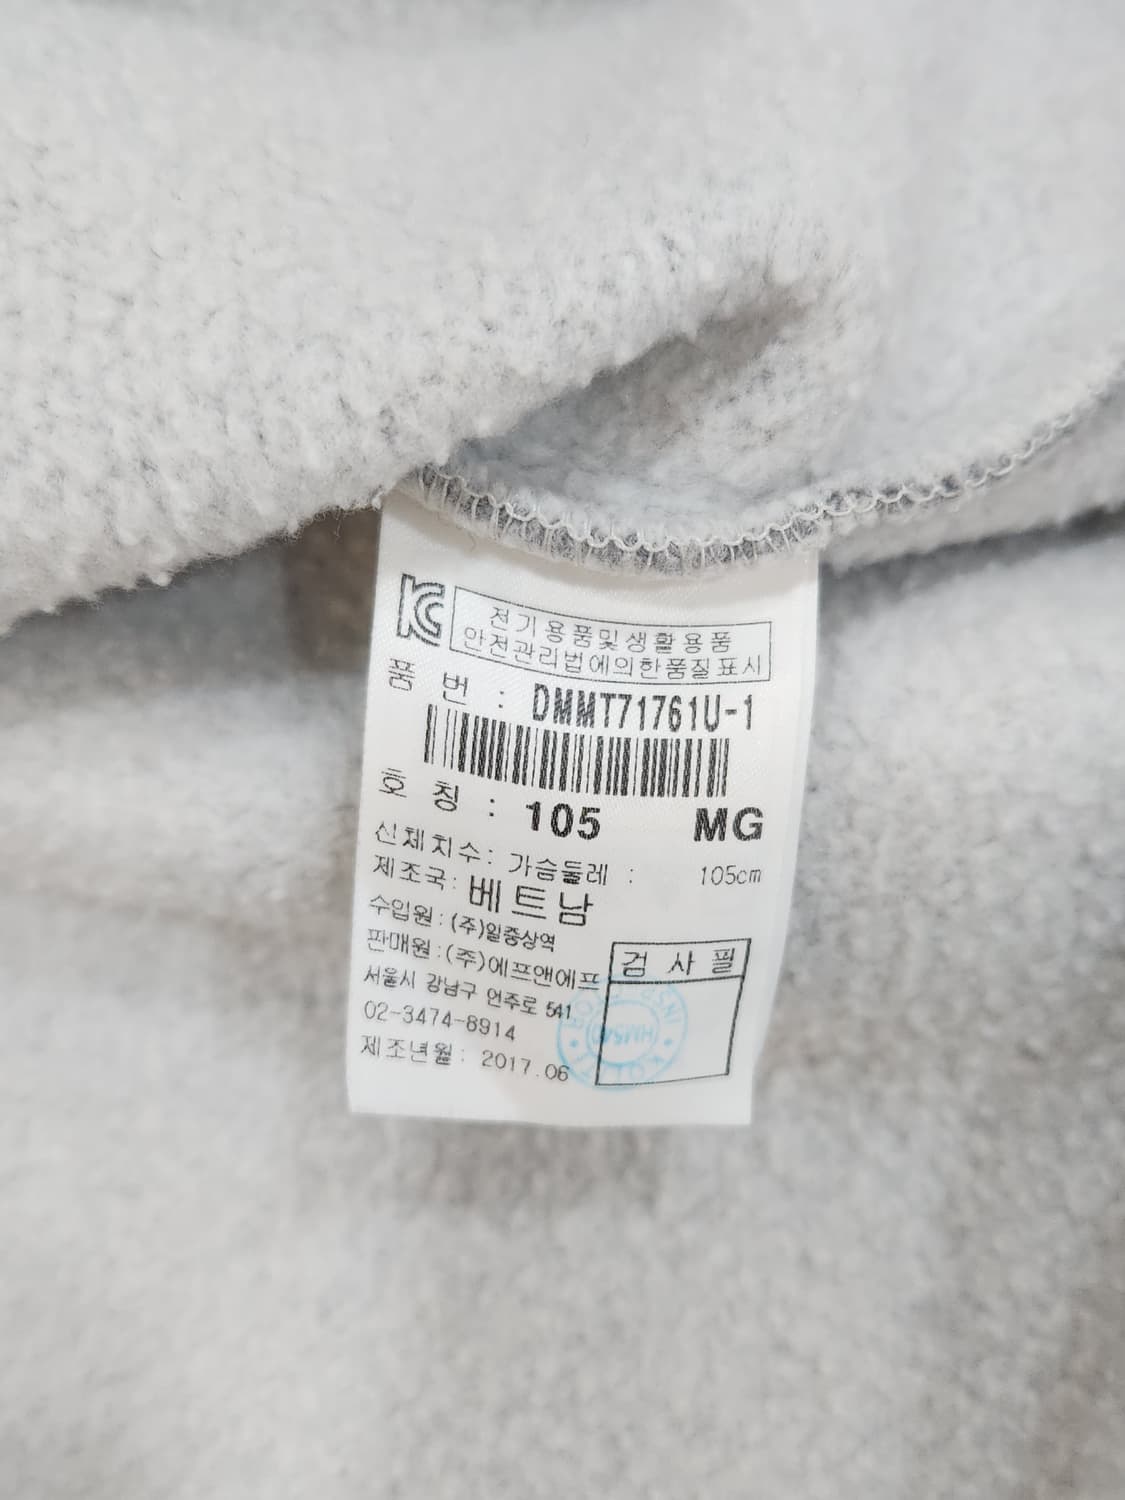 KC
전기용품및생활용품
안전관리법에의한품질표시
품 번 : DMMT71761U-1
호 칭 : 105 MG
신체치수: 가슴둘레 : 105cm
제조국: 베트남
수입원:(주)일중상역
판매원:(주)에프앤에프
서울시 강남구 언주로 541
02-3474-8914
제조년월: 2017.06
검 사 필